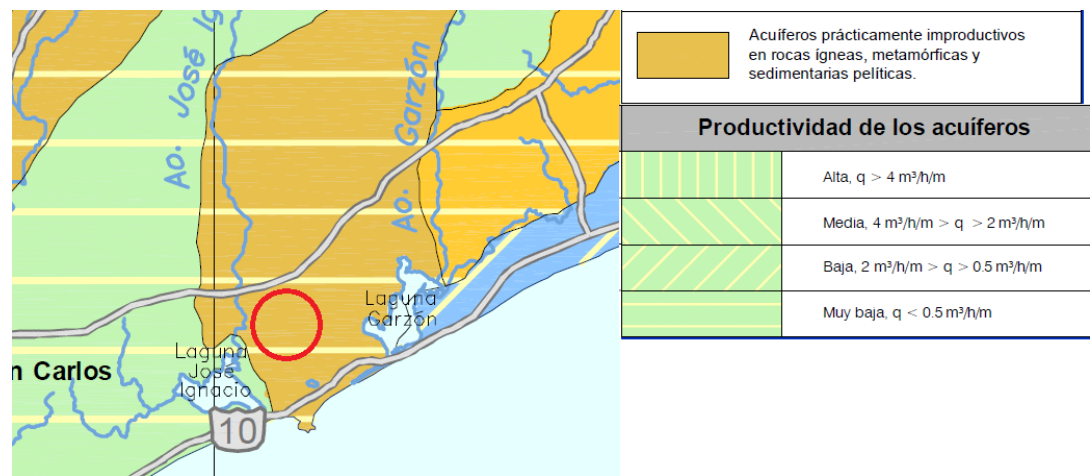 Ao. José Ig
Ao. Garzón
Laguna
Garzón
Laguna
José
Ignacio
n Carlos
10
Acuíferos prácticamente improductivos
en rocas ígneas, metamórficas y
sedimentarias pelíticas.
Productividad de los acuíferos
Alta, q > 4 m³/h/m
Media, 4 m³/h/m > q > 2 m³/h/m
Baja, 2 m³/h/m > q > 0.5 m³/h/m
Muy baja, q < 0.5 m³/h/m